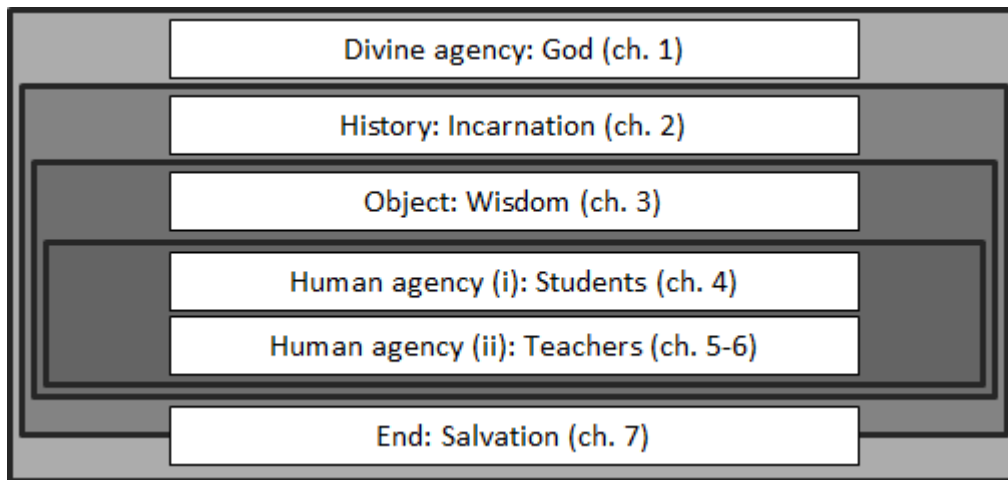 Divine agency: God (ch. 1)
History: Incarnation (ch. 2)
Object: Wisdom (ch. 3)
Human agency (i): Students (ch. 4)
Human agency (ii): Teachers (ch. 5-6)
End: Salvation (ch. 7)